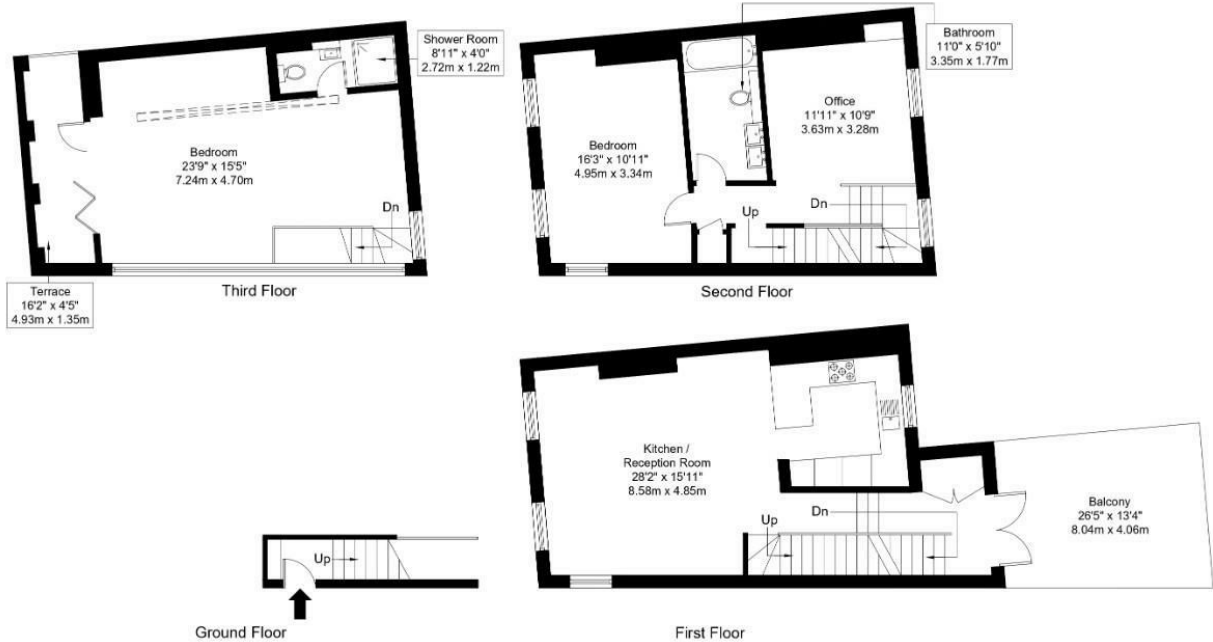 Shower Room
8'11" x 4'0"
2.72m x 1.22m
Bedroom
23'9" x 15'5"
7.24m x 4.70m
Dn
Terrace
16'2" x 4'5"
4.93m x 1.35m
Third Floor
Bathroom
11'0" x 5'10"
3.35m x 1.77m
Office
11'11" x 10'9"
3.63m x 3.28m
Bedroom
16'3" x 10'11"
4.95m x 3.34m
Up
Dn
Second Floor
Up
Ground Floor
Kitchen /
Reception Room
28'2" x 15'11"
8.58m x 4.85m
Up
Dn
Balcony
26'5" x 13'4"
8.04m x 4.06m
First Floor